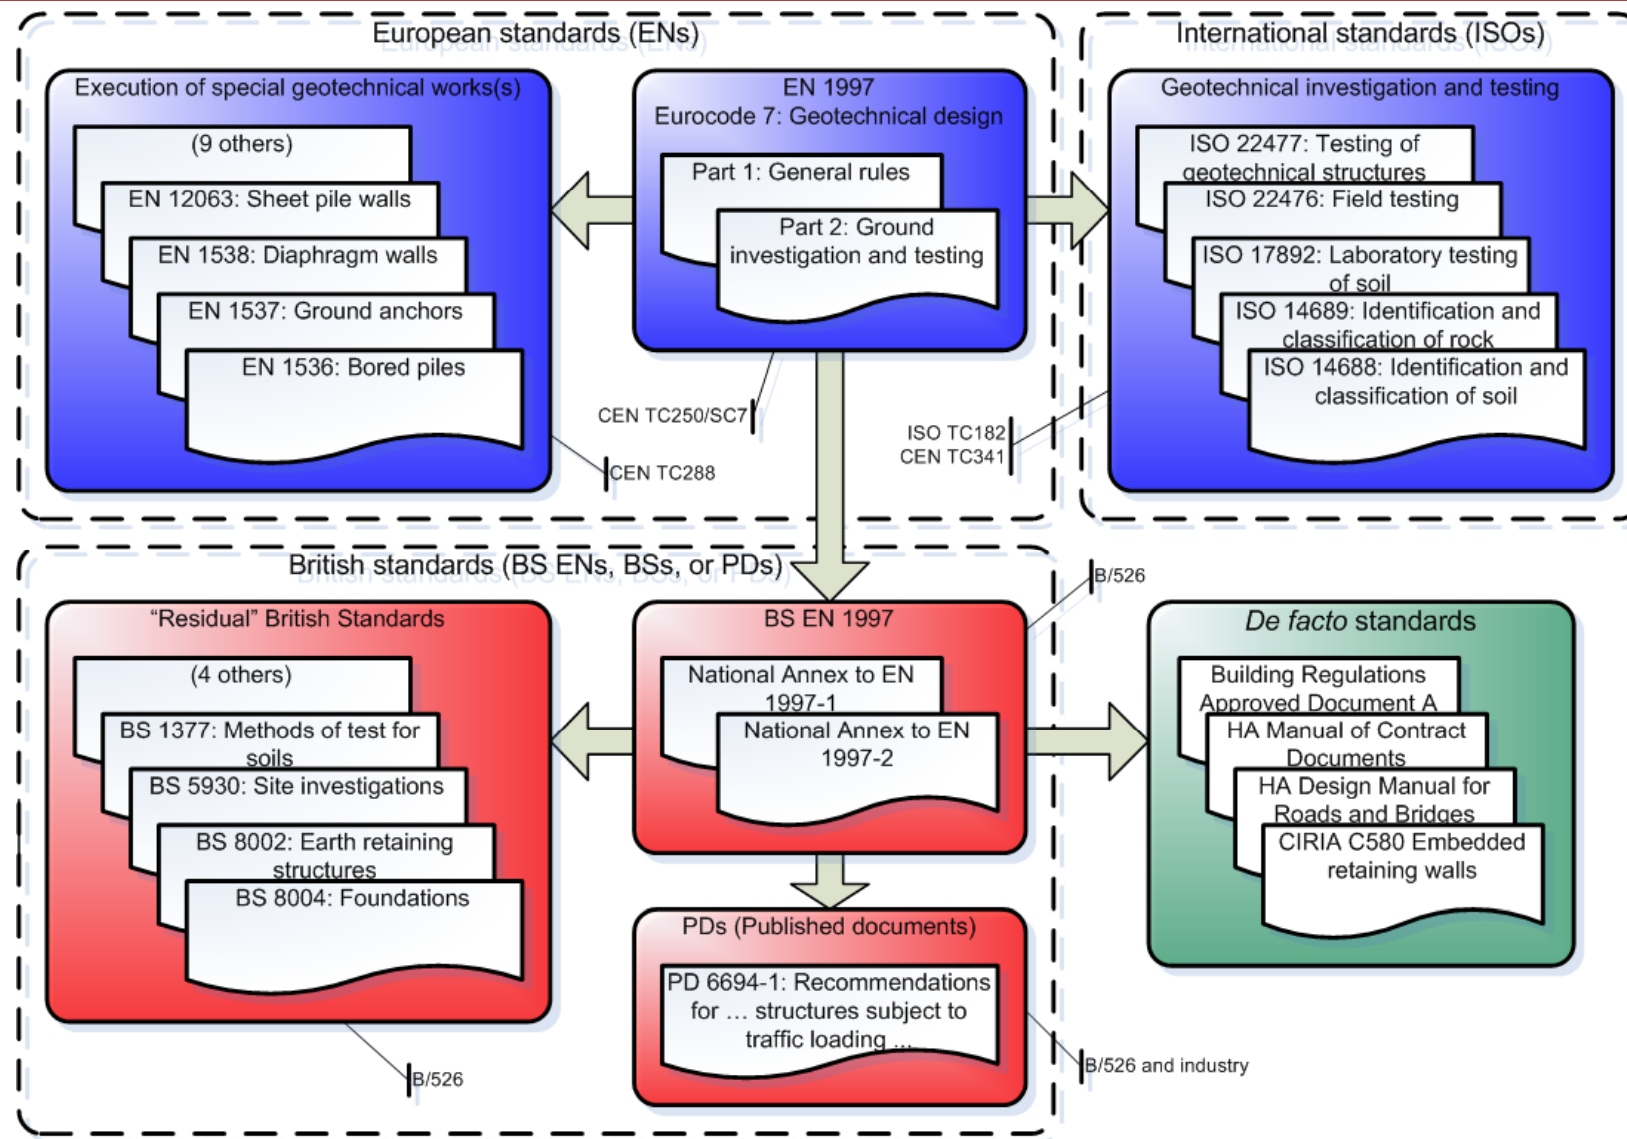 European standards (ENs)
Execution of special geotechnical works(s)
(9 others)
EN 12063: Sheet pile walls
EN 1538: Diaphragm walls
EN 1537: Ground anchors
EN 1536: Bored piles
CEN TC288
EN 1997
Eurocode 7: Geotechnical design
Part 1: General rules
Part 2: Ground
investigation and testing
CEN TC250/SC7
International standards (ISOs)
Geotechnical investigation and testing
ISO 22477: Testing of
geotechnical structures
ISO 22476: Field testing
ISO 17892: Laboratory testing
of soil
ISO 14689: Identification and
classification of rock
ISO 14688: Identification and
classification of soil
ISO TC182
CEN TC341
British standards (BS ENs, BSs, or PDs)
"Residual" British Standards
(4 others)
BS 1377: Methods of test for
soils
BS 5930: Site investigations
BS 8002: Earth retaining
structures
BS 8004: Foundations
B/526
BS EN 1997
National Annex to EN
1997-1
National Annex to EN
1997-2
B/526
PDs (Published documents)
PD 6694-1: Recommendations
for … structures subject to
traffic loading ...
B/526 and industry
De facto standards
Building Regulations
Approved Document A
HA Manual of Contract
Documents
HA Design Manual for
Roads and Bridges
CIRIA C580 Embedded
retaining walls